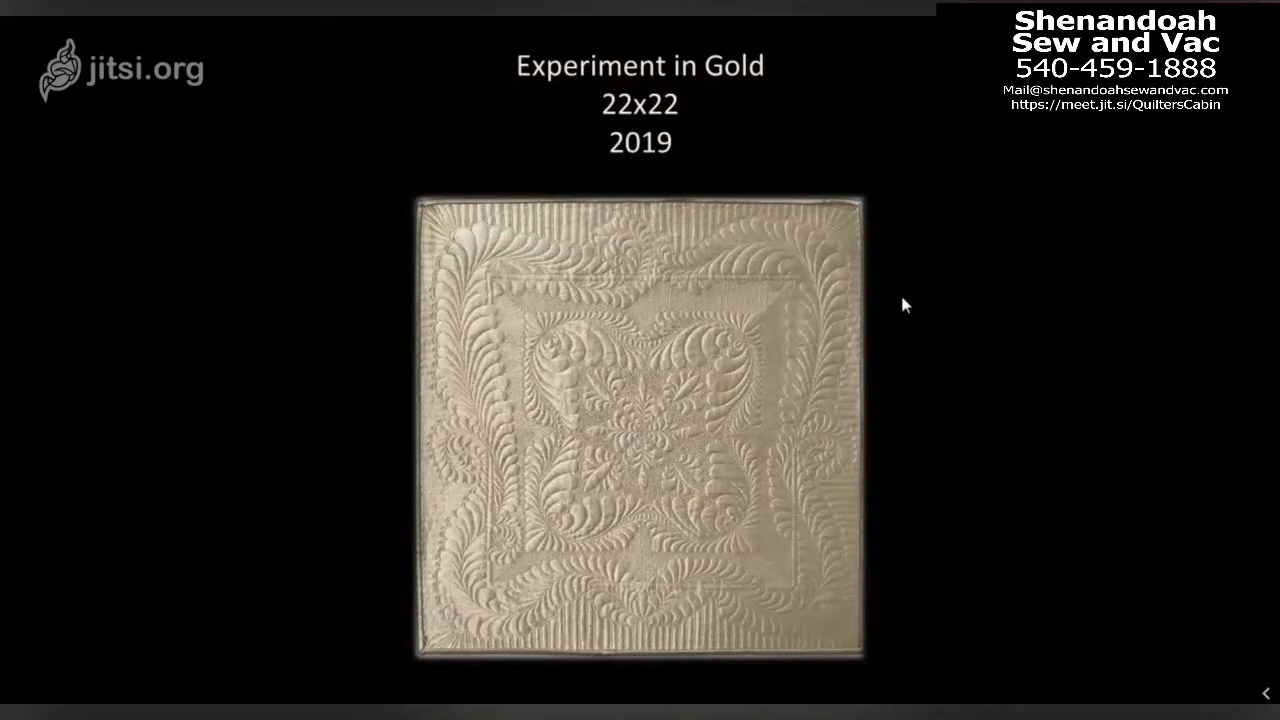 jitsi.org
Experiment in Gold
22x22
2019
Shenandoah
Sew and Vac
540-459-1888
Mail@shenandoahsewandvac.com
https://meet.jit.si/QuiltersCabin